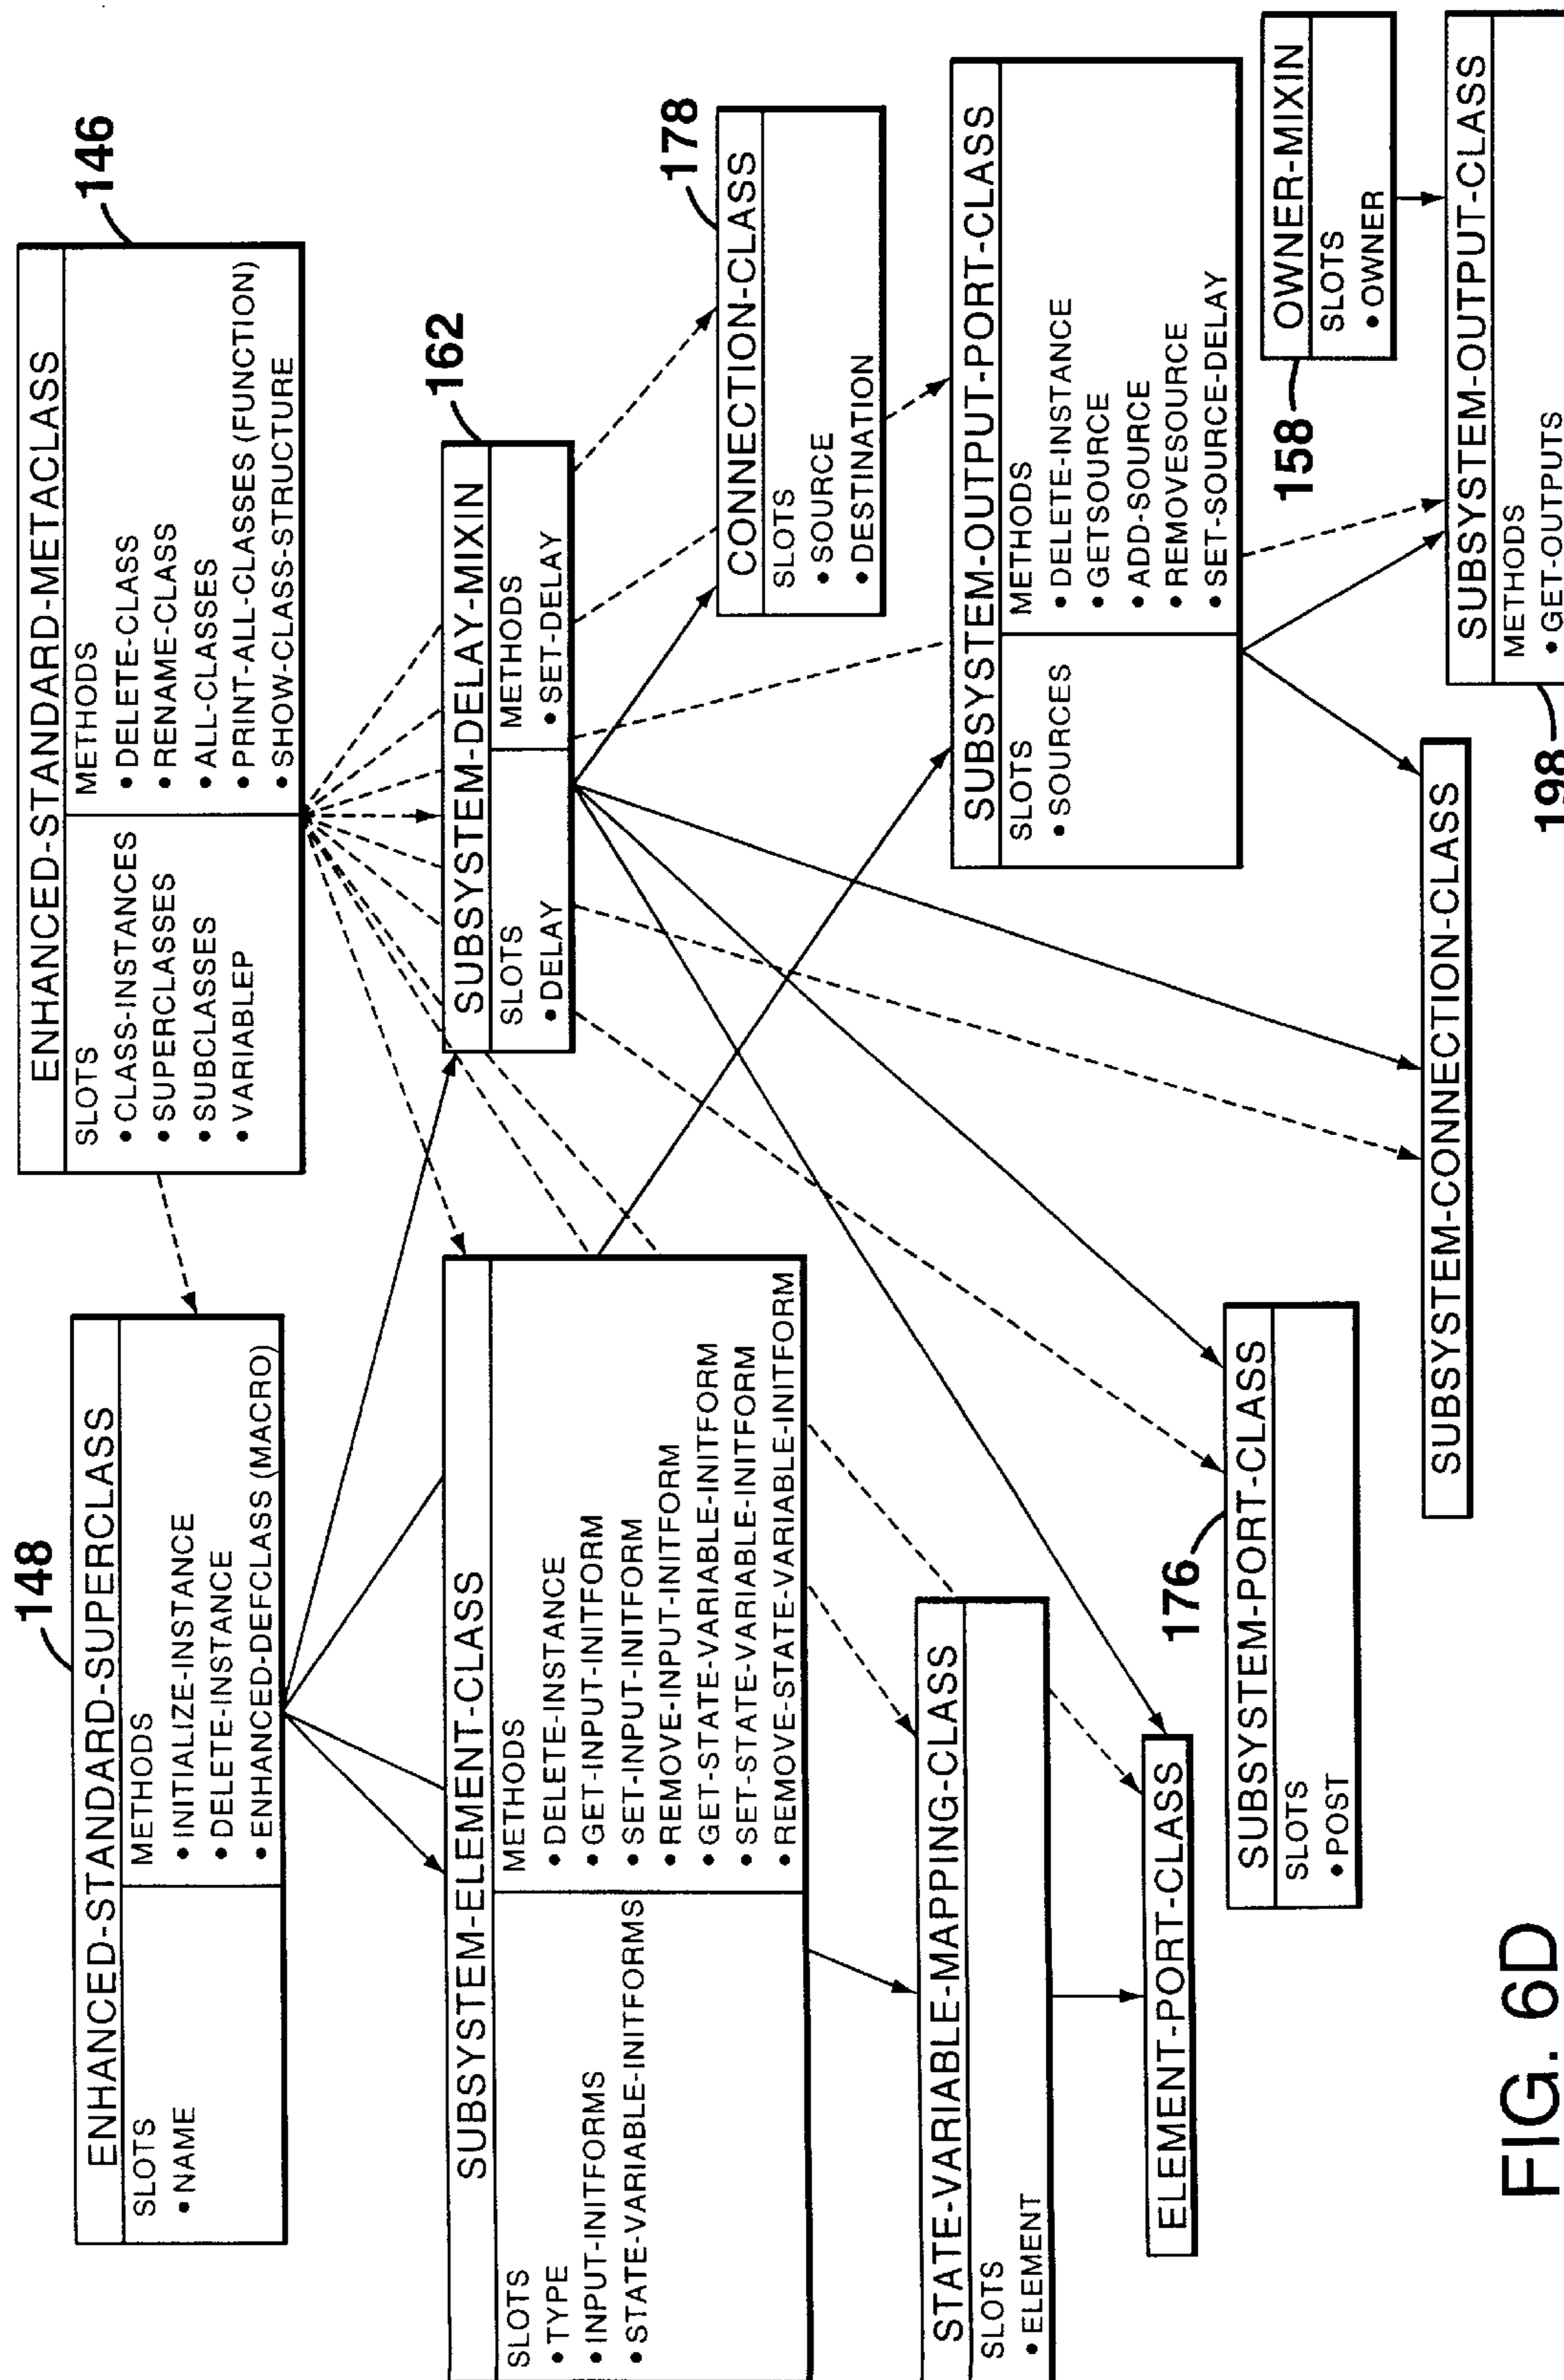 148
ENHANCED-STANDARD-SUPERCLASS
SLOTS
• NAME
METHODS
• INITIALIZE-INSTANCE
• DELETE-INSTANCE
• ENHANCED-DEFCLASS (MACRO)
146
ENHANCED-STANDARD-METACLASS
SLOTS
• CLASS-INSTANCES
• SUPERCLASSES
• SUBCLASSES
• VARIABLEP
METHODS
• DELETE-CLASS
• RENAME-CLASS
• ALL-CLASSES
• PRINT-ALL-CLASSES (FUNCTION)
• SHOW-CLASS-STRUCTURE
SUBSYSTEM-ELEMENT-CLASS
SLOTS
• TYPE
• INPUT-INITFORMS
• STATE-VARIABLE-INITFORMS
METHODS
• DELETE-INSTANCE
• GET-INPUT-INITFORM
• SET-INPUT-INITFORM
• REMOVE-INPUT-INITFORM
• GET-STATE-VARIABLE-INITFORM
• SET-STATE-VARIABLE-INITFORM
• REMOVE-STATE-VARIABLE-INITFORM
162
SUBSYSTEM-DELAY-MIXIN
SLOTS
• DELAY
METHODS
• SET-DELAY
178
CONNECTION-CLASS
SLOTS
• SOURCE
• DESTINATION
STATE-VARIABLE-MAPPING-CLASS
SLOTS
• ELEMENT
SUBSYSTEM-OUTPUT-PORT-CLASS
SLOTS
• SOURCES
METHODS
• DELETE-INSTANCE
• GETSOURCE
• ADD-SOURCE
• REMOVESOURCE
• SET-SOURCE-DELAY
ELEMENT-PORT-CLASS
176
SUBSYSTEM-PORT-CLASS
SLOTS
• POST
158
OWNER-MIXIN
SLOTS
• OWNER
SUBSYSTEM-CONNECTION-CLASS
198
SUBSYSTEM-OUTPUT-CLASS
METHODS
• GET-OUTPUTS
FIG. 6D